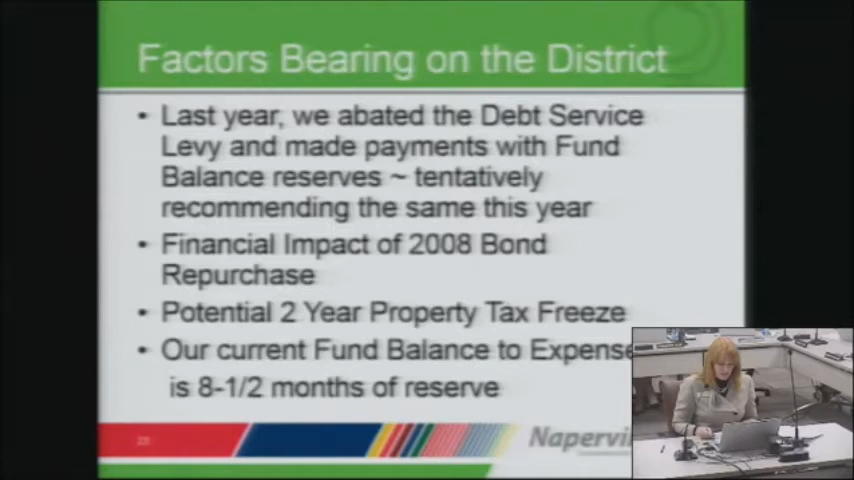 Factors Bearing on the District
• Last year, we abated the Debt Service
Levy and made payments with Fund
Balance reserves ~ tentatively
recommending the same this year
• Financial Impact of 2008 Bond
Repurchase
• Potential 2 Year Property Tax Freeze
• Our current Fund Balance to Expense
is 8-1/2 months of reserve